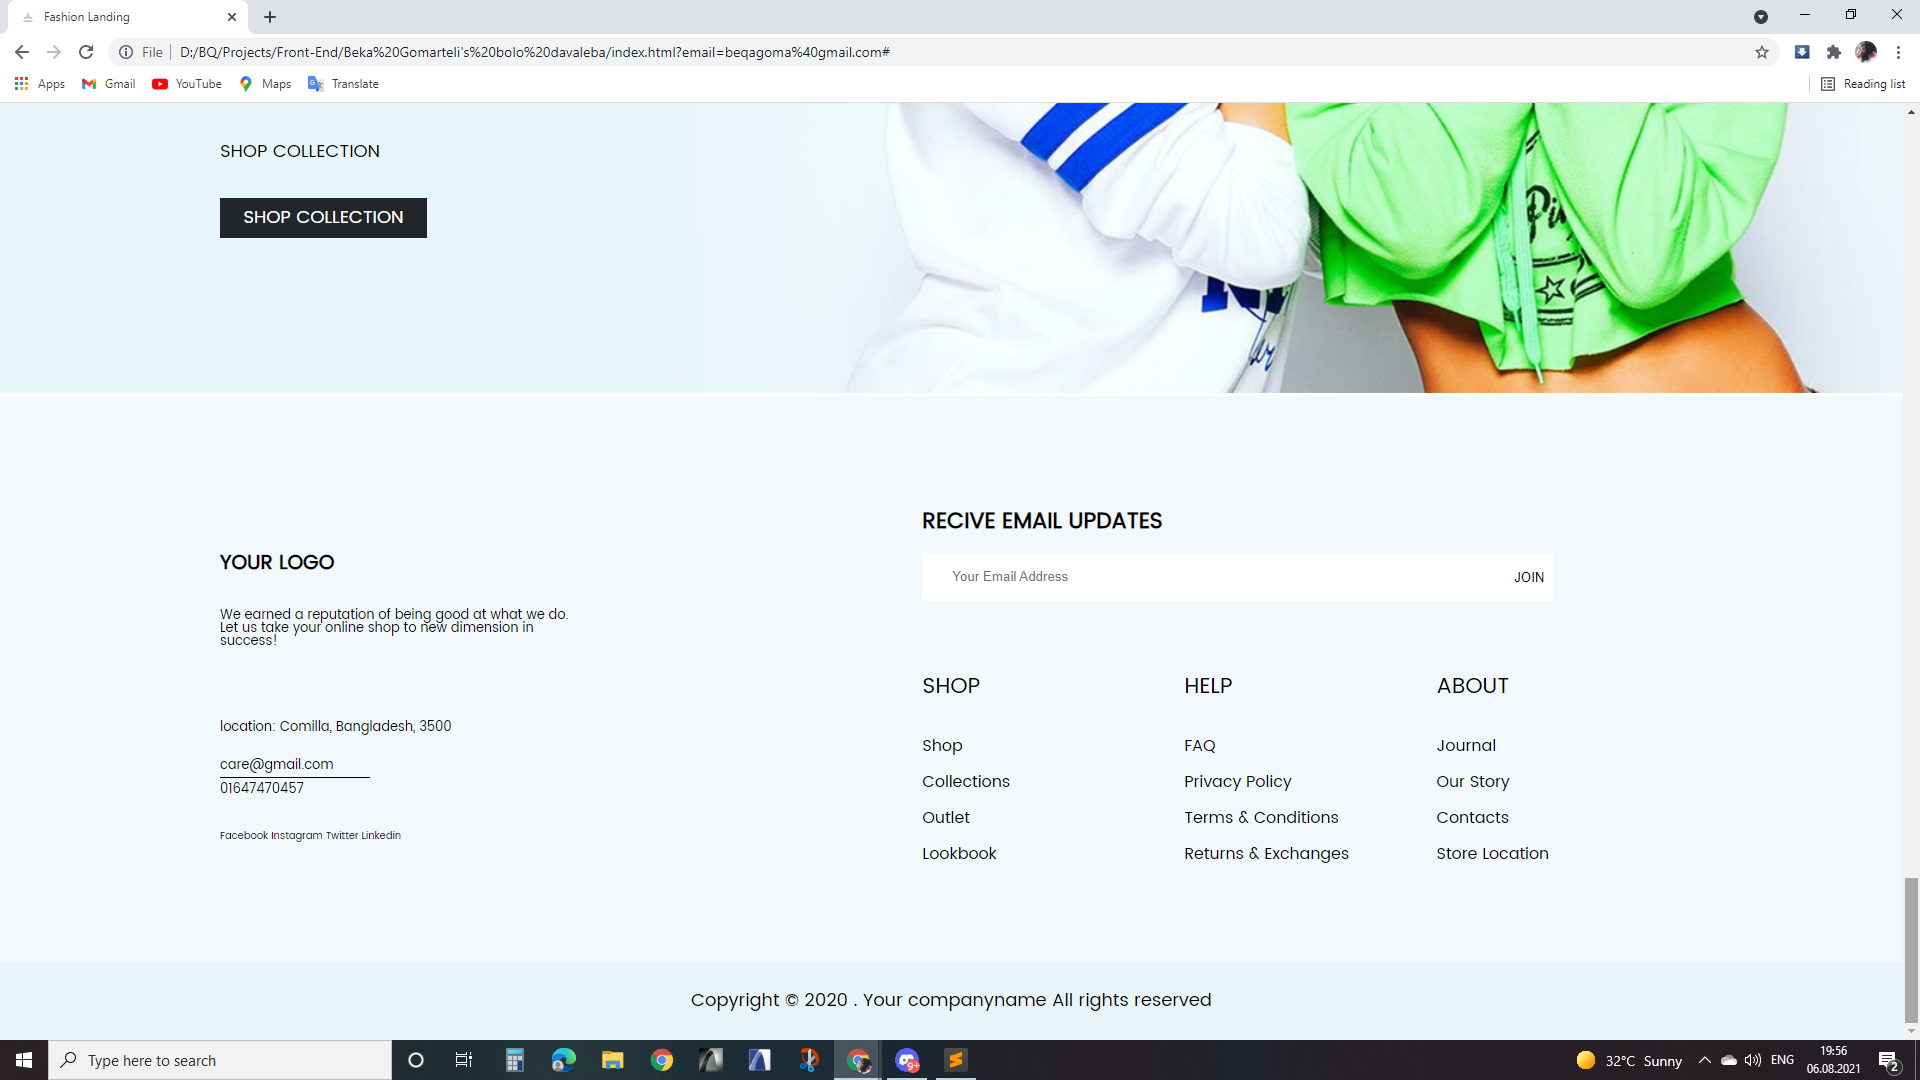 Fashion Landing
File
D:/BQ/Projects/Front-End/Beka%20Gomarteli's%20bolo%20davaleba/index.html?email=beqagoma%40gmail.com#
Apps
Gmail
YouTube
Maps
Translate
Reading list
SHOP COLLECTION
SHOP COLLECTION
RECIVE EMAIL UPDATES
Your Email Address
JOIN
YOUR LOGO
We earned a reputation of being good at what we do.
Let us take your online shop to new dimension in
success!
location: Comilla, Bangladesh, 3500
care@gmail.com
01647470457
Facebook Instagram Twitter Linkedin
SHOP
Shop
Collections
Outlet
Lookbook
HELP
FAQ
Privacy Policy
Terms & Conditions
Returns & Exchanges
ABOUT
Journal
Our Story
Contacts
Store Location
Copyright © 2020 . Your companyname All rights reserved
Type here to search
9+
32°C Sunny
ENG
19:56
06.08.2021
2